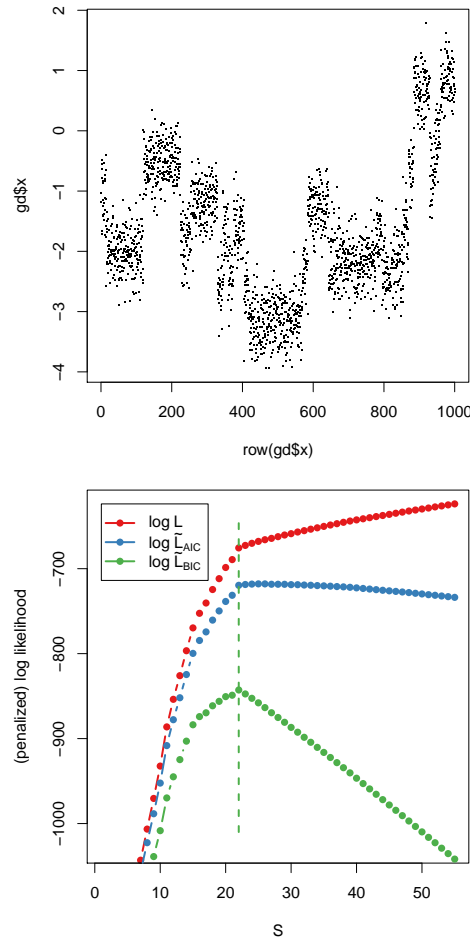 2
1
0
−1
−2
−3
−4
gd$x
0 200 400 600 800 1000
row(gd$x)
log L
log L̃AIC
log L̃BIC
−700
−800
−900
−1000
(penalized) log likelihood
0 10 20 30 40 50
S